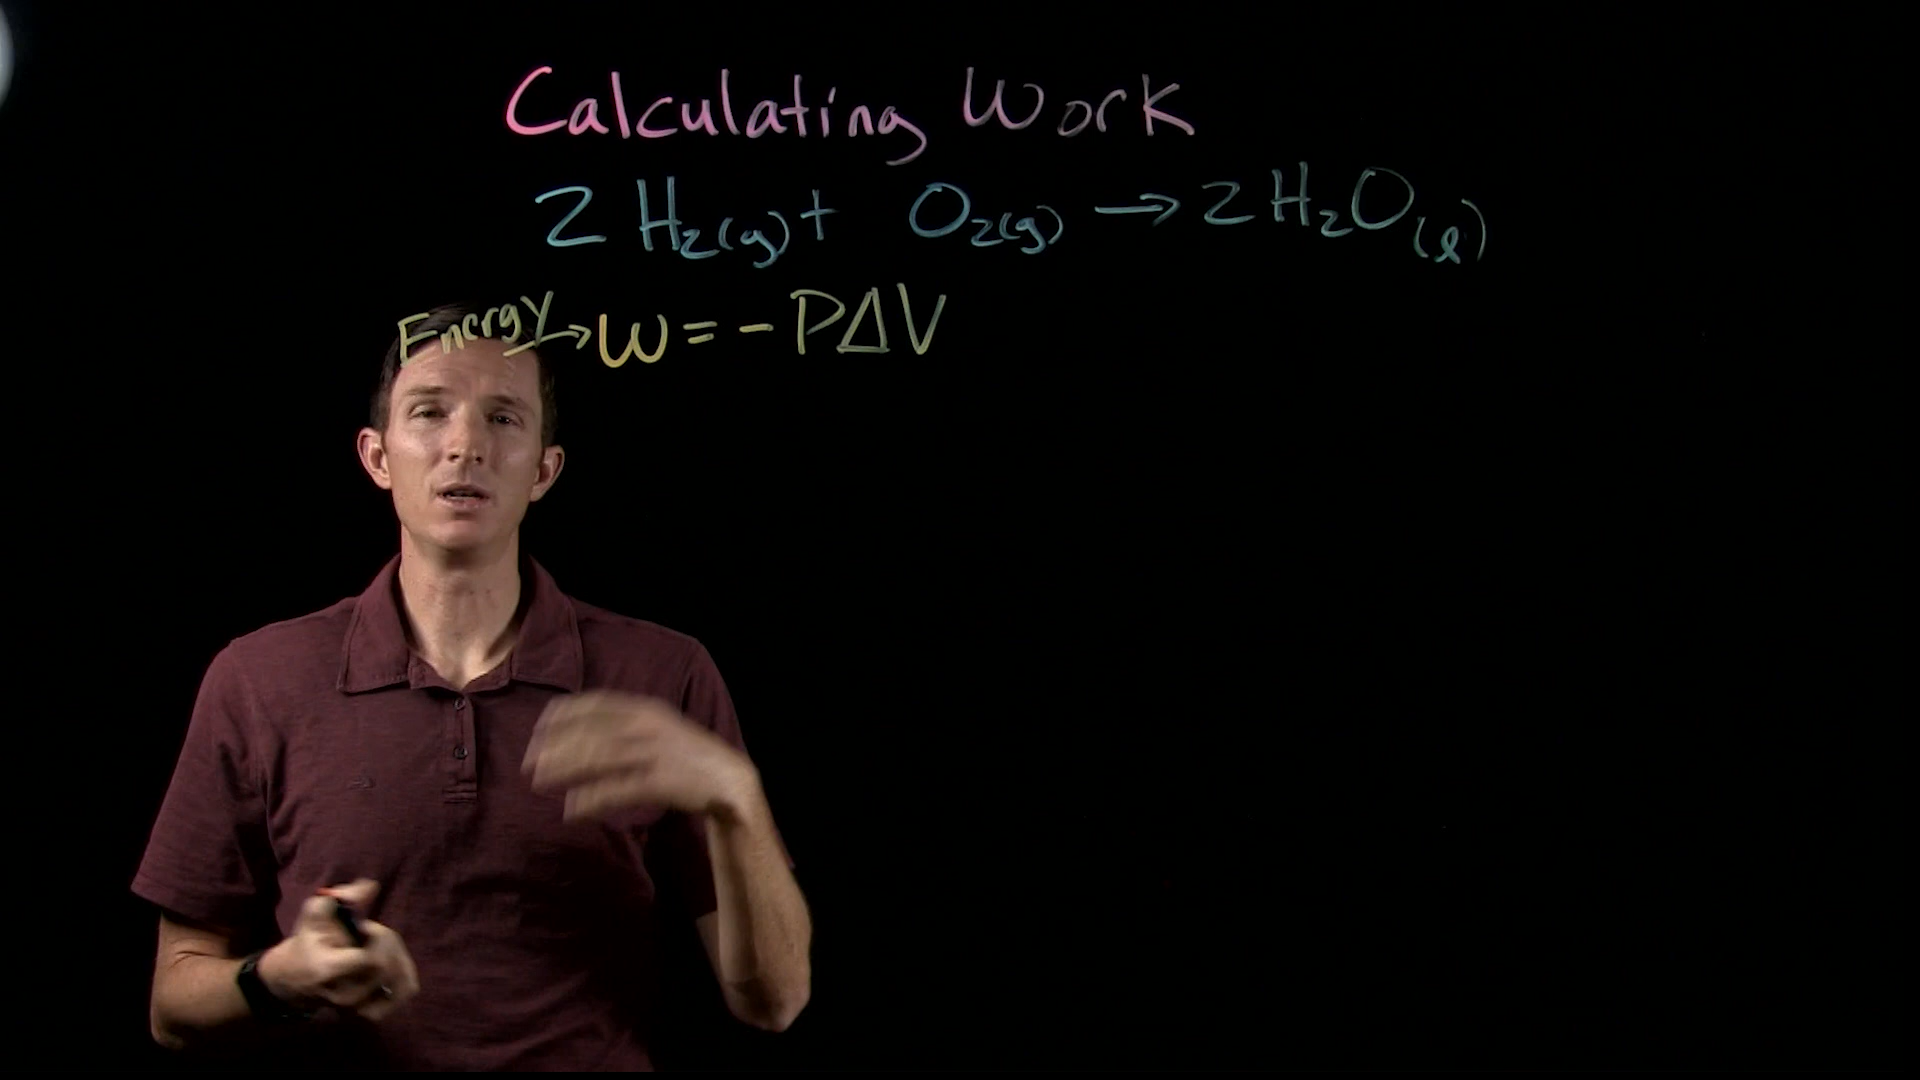 Calculating Work
2 H₂(g) + O₂(g) → 2 H₂O(l)
Energy → w = - PΔV